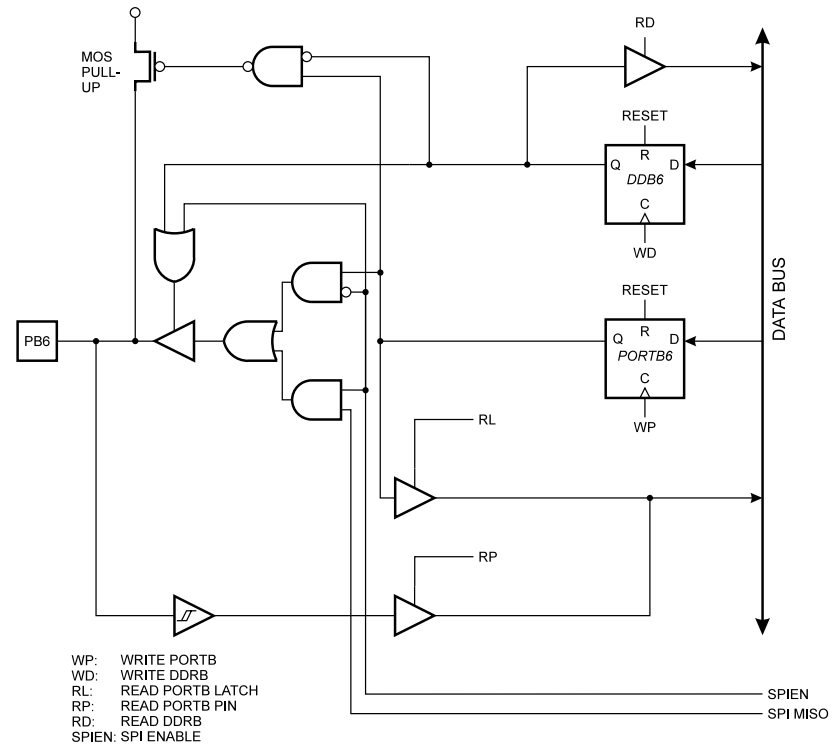 RD
MOS
PULL-
UP
RESET
R
Q
D
DDB6
C
WD
RESET
R
PB6
Q
D
PORTB6
C
WP
DATA BUS
RL
RP
WP: WRITE PORTB
WD: WRITE DDRB
RL: READ PORTB LATCH
RP: READ PORTB PIN
RD: READ DDRB
SPIEN: SPI ENABLE
SPIEN
SPI MISO